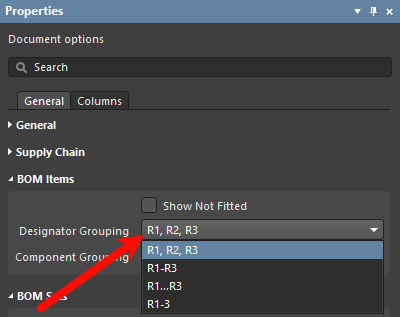 Properties
Document options
Search
General Columns
General
Supply Chain
BOM Items
Show Not Fitted
Designator Grouping R1, R2, R3
R1, R2, R3
Component Grouping
R1-R3
R1...R3
BOM Sets
R1-3